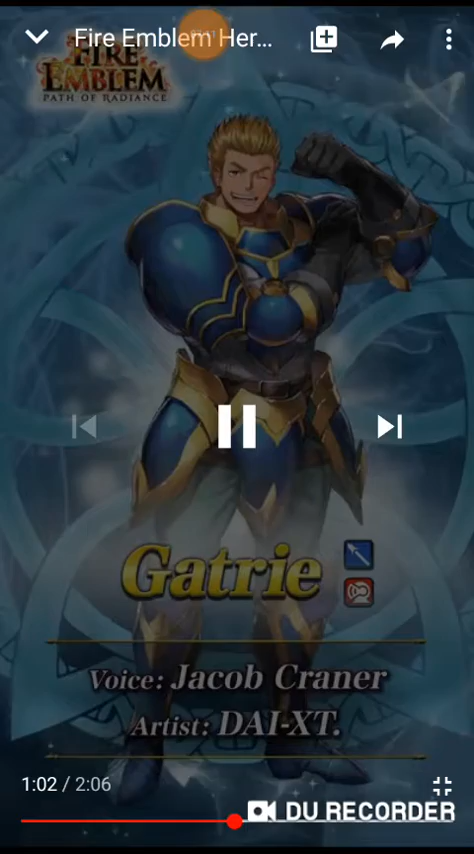 Fire Emblem Her...
FIRE
EMBLEM
PATH OF RADIANCE
Gatrie
Voice: Jacob Craner
Artist: DAI-XT.
1:02 / 2:06
DU RECORDER